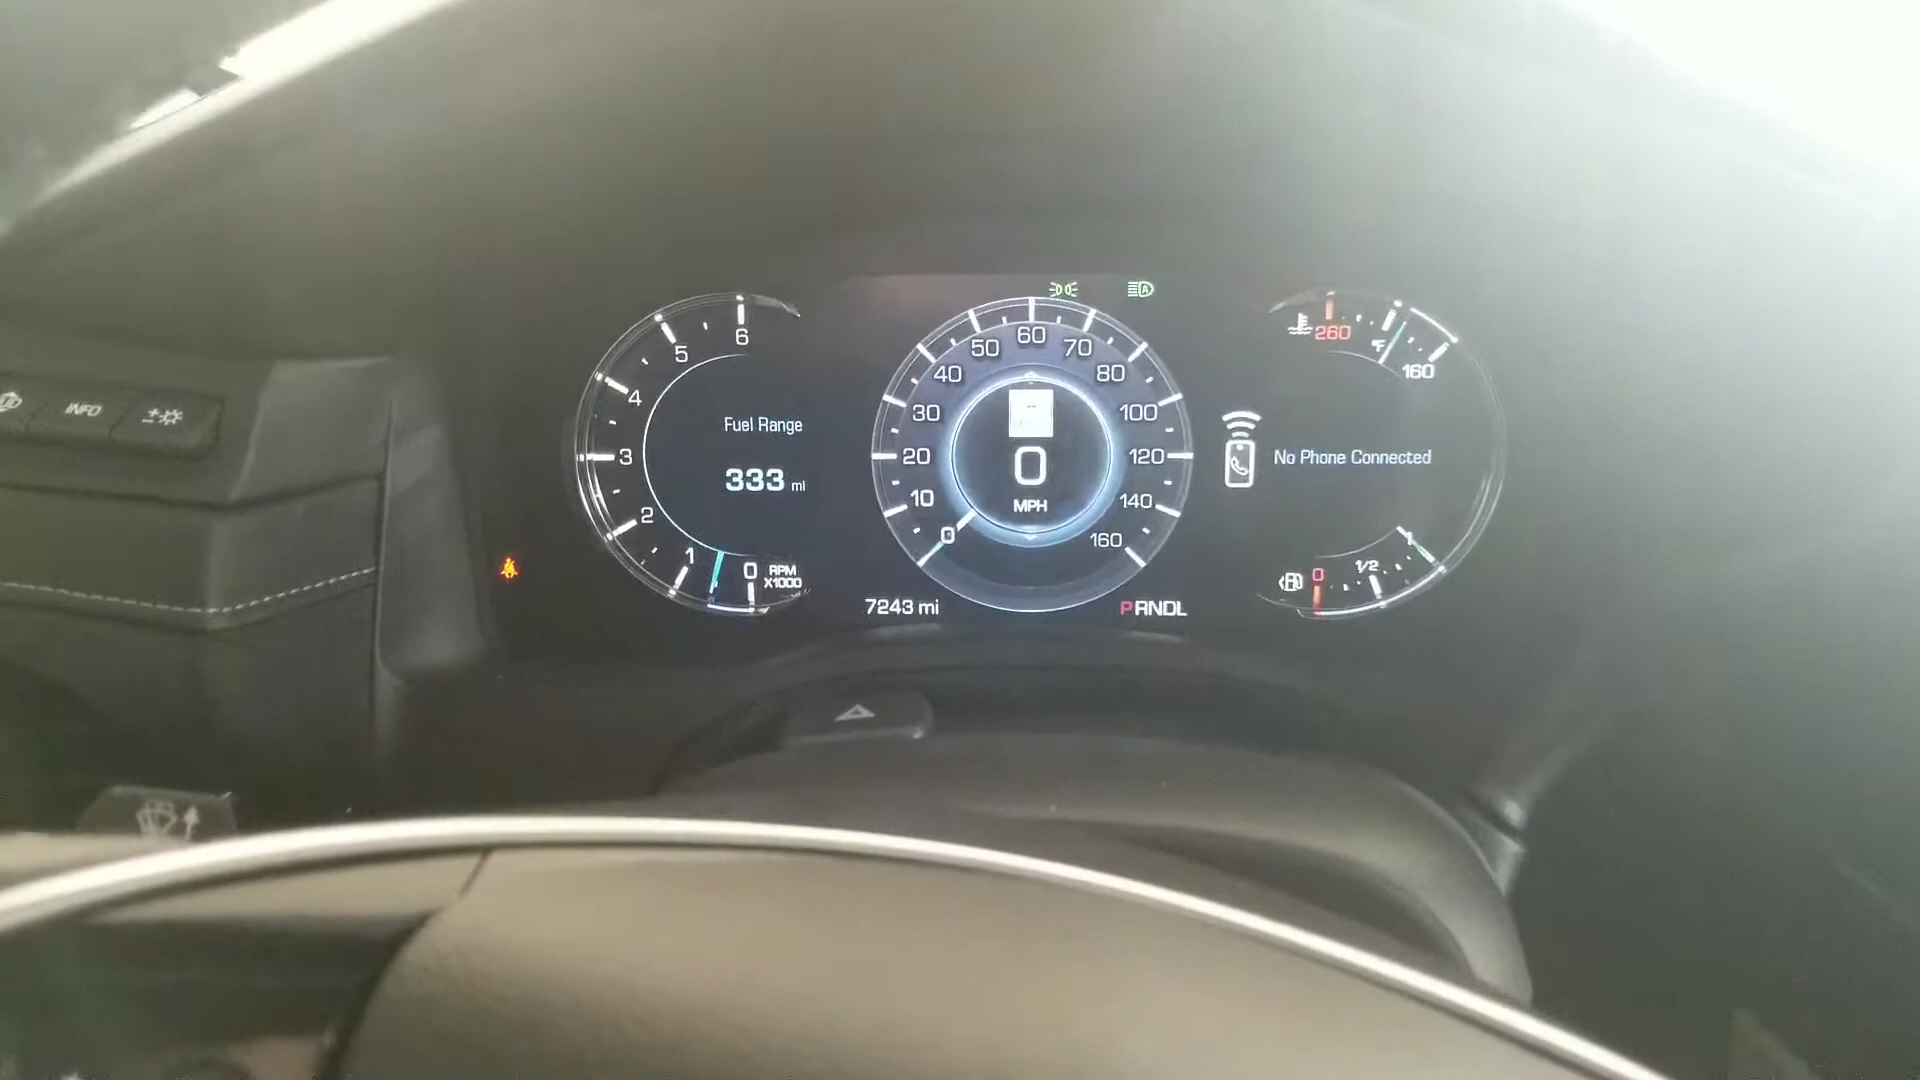 INFO
6
5
4
3
2
1
0
RPM
X1000
Fuel Range
333 mi
7243 mi
0
10
20
30
40
50
60
70
80
100
120
140
160
0
MPH
PRNDL
A
260
°F
160
No Phone Connected
0
1/2
1